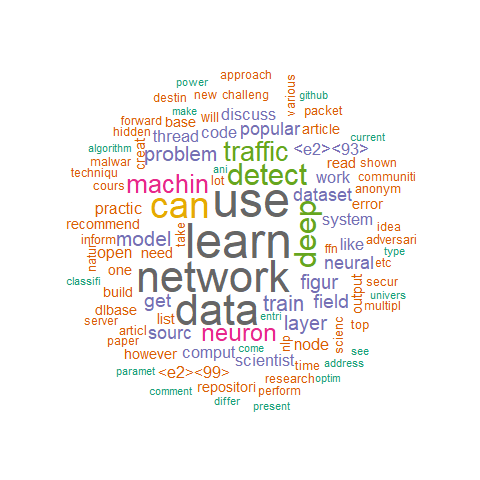 approach
power
destin new challeng various github
make
forward base will discuss packet
hidden creat thread code popular article current
algorithm problem traffic <e2><93>
malwar ani read shown
techniqu machin lot detect work communiti
cours can use dataset anonym
practic deep error
recommend take learn system idea
inform model ffn like adversari
natur open need neural etc type
one network secur
classifi output univers
build get data train field multipl
dlbase list entri
server articl sourc neuron layer top
paper nlp node scienc
however comput come scientist see
paramet <e2><99> time address
research optim
comment repositori perform
differ present
figur